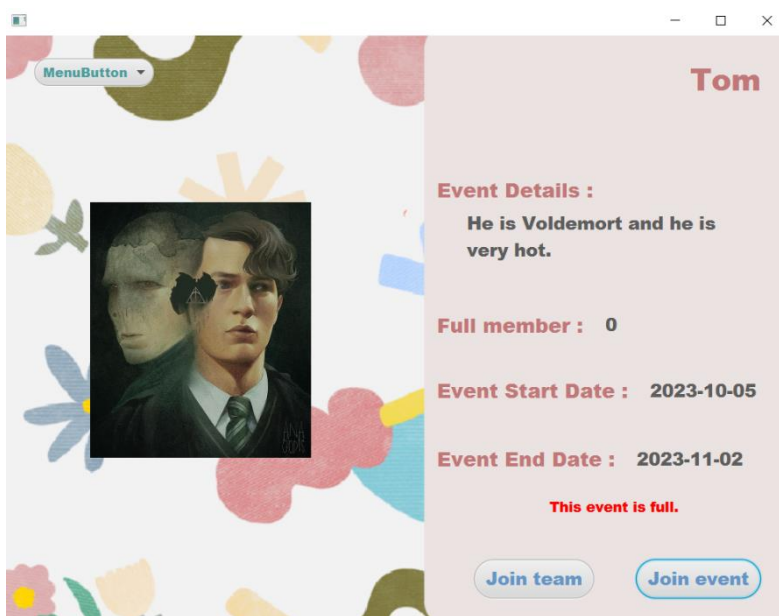 MenuButton
Tom
Event Details :
He is Voldemort and he is
very hot.
Full member : 0
Event Start Date : 2023-10-05
Event End Date : 2023-11-02
This event is full.
Join team
Join event
ANA